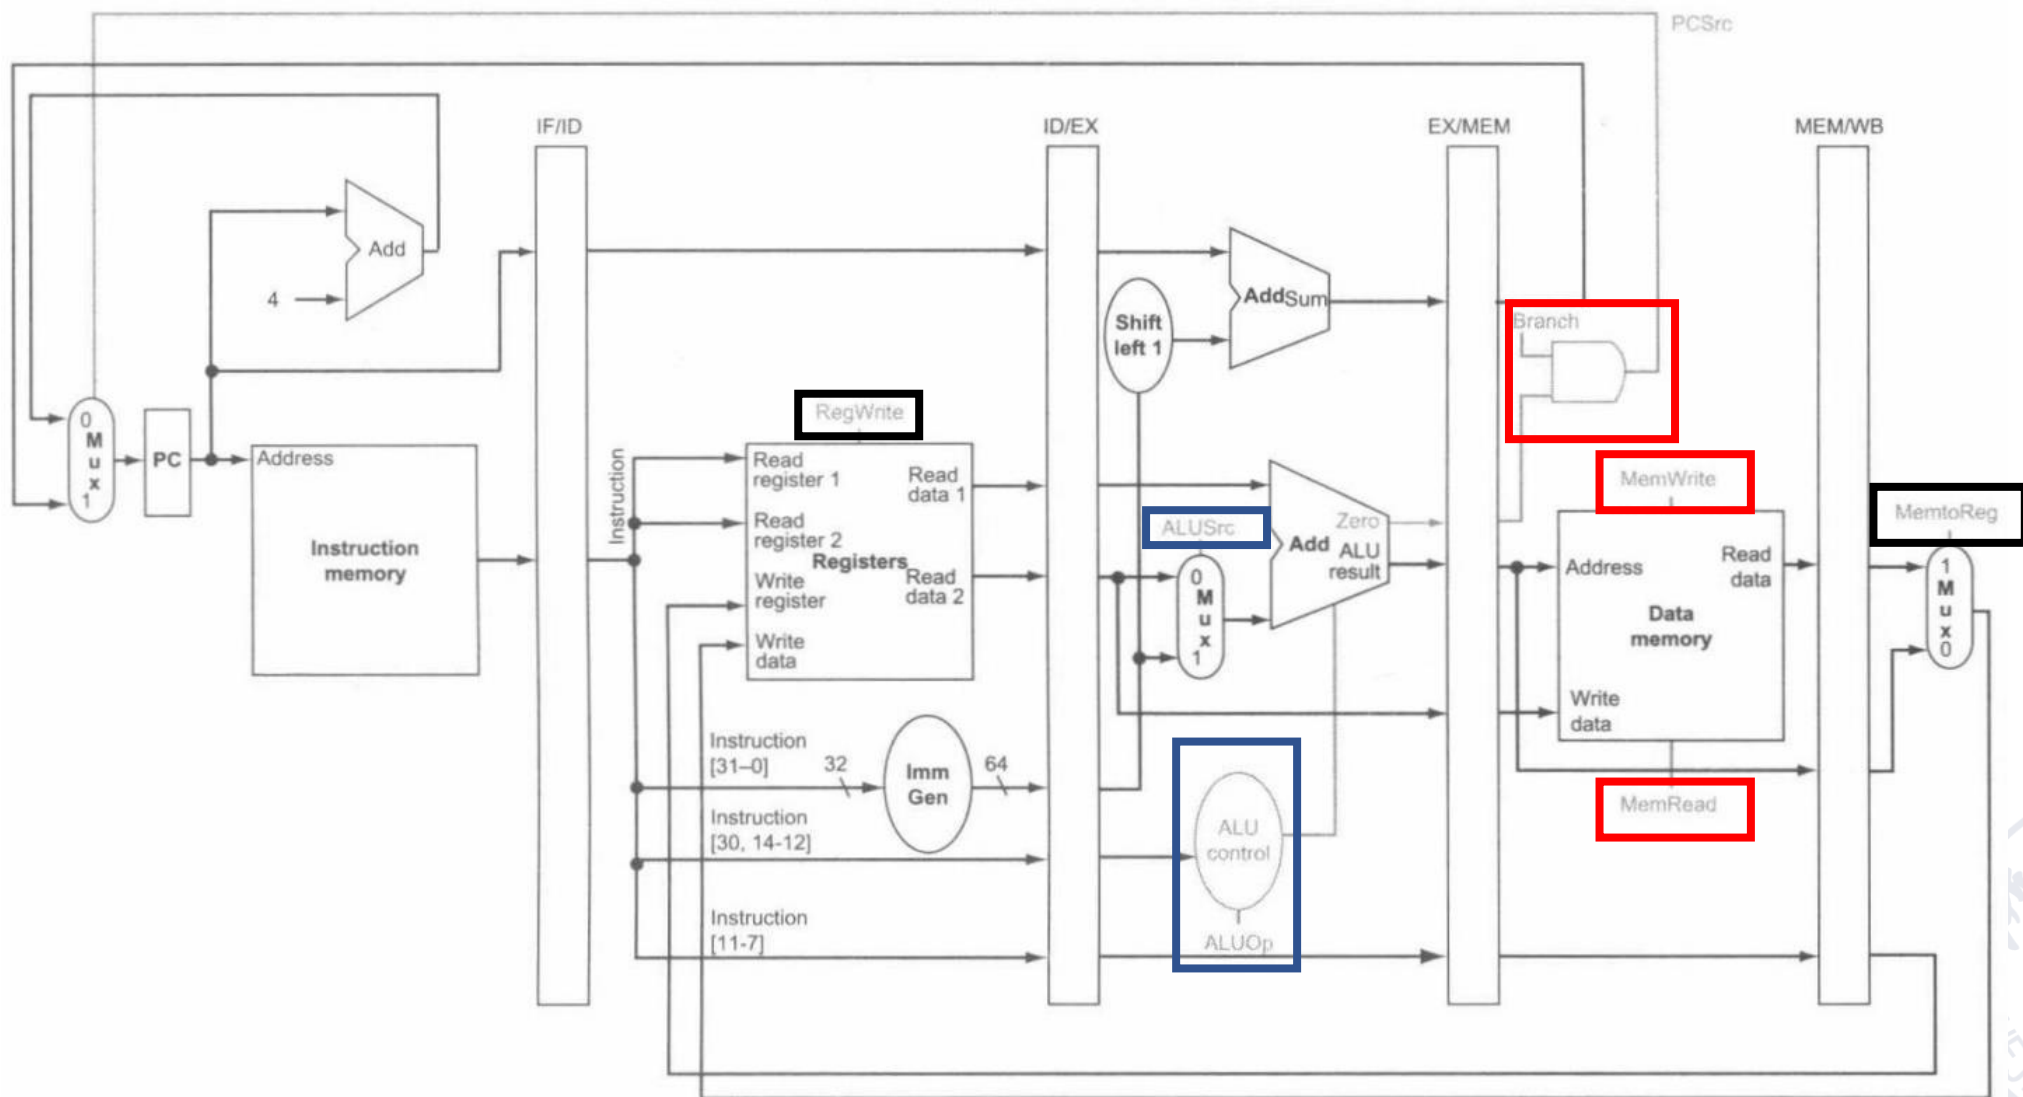 PCSrc
IF/ID
ID/EX
EX/MEM
MEM/WB
Add
4
Shift
left 1
AddSum
Branch
RegWrite
0
M
u
x
1
PC
Address
Instruction
memory
Instruction
Read
register 1
Read
data 1
Read
register 2
Registers
Write
register
Read
data 2
Write
data
ALUSrc
0
M
u
x
1
Zero
Add
ALU
result
MemWrite
Address
Read
data
Data
memory
Write
data
MemRead
MemtoReg
1
M
u
x
0
Instruction
[31–0]
32
Imm
Gen
64
Instruction
[30, 14-12]
ALU
control
Instruction
[11-7]
ALUOp